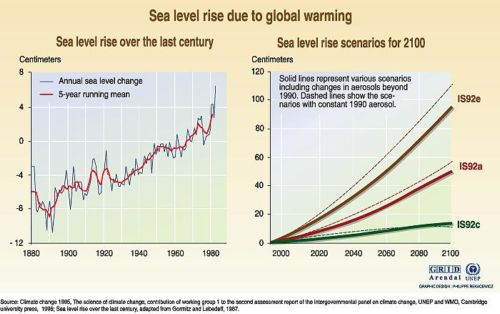 Sea level rise due to global warming
Sea level rise over the last century
Centimeters
8
4
0
-4
-8
-12
Annual sea level change
5-year running mean
1880 1900 1920 1940 1960 1980
Sea level rise scenarios for 2100
Centimeters
120
100
80
60
40
20
0
Solid lines represent various scenarios
including changes in aerosols beyond
1990. Dashed lines show the sce-
narios with constant 1990 aerosol.
IS92e
IS92a
IS92c
2000 2020 2040 2060 2080 2100
GRID
Arendal UNEP
GRAPHIC DESIGN : PHILIPPE REKACEWICZ
Source: Climate change 1995, The science of climate change, contribution of working group 1 to the second assessment report of the intergovernmental panel on climate change, UNEP and WMO, Cambridge
university press, 1996; Sea level rise over the last century, adapted from Gornitz and Lebedeff, 1987.